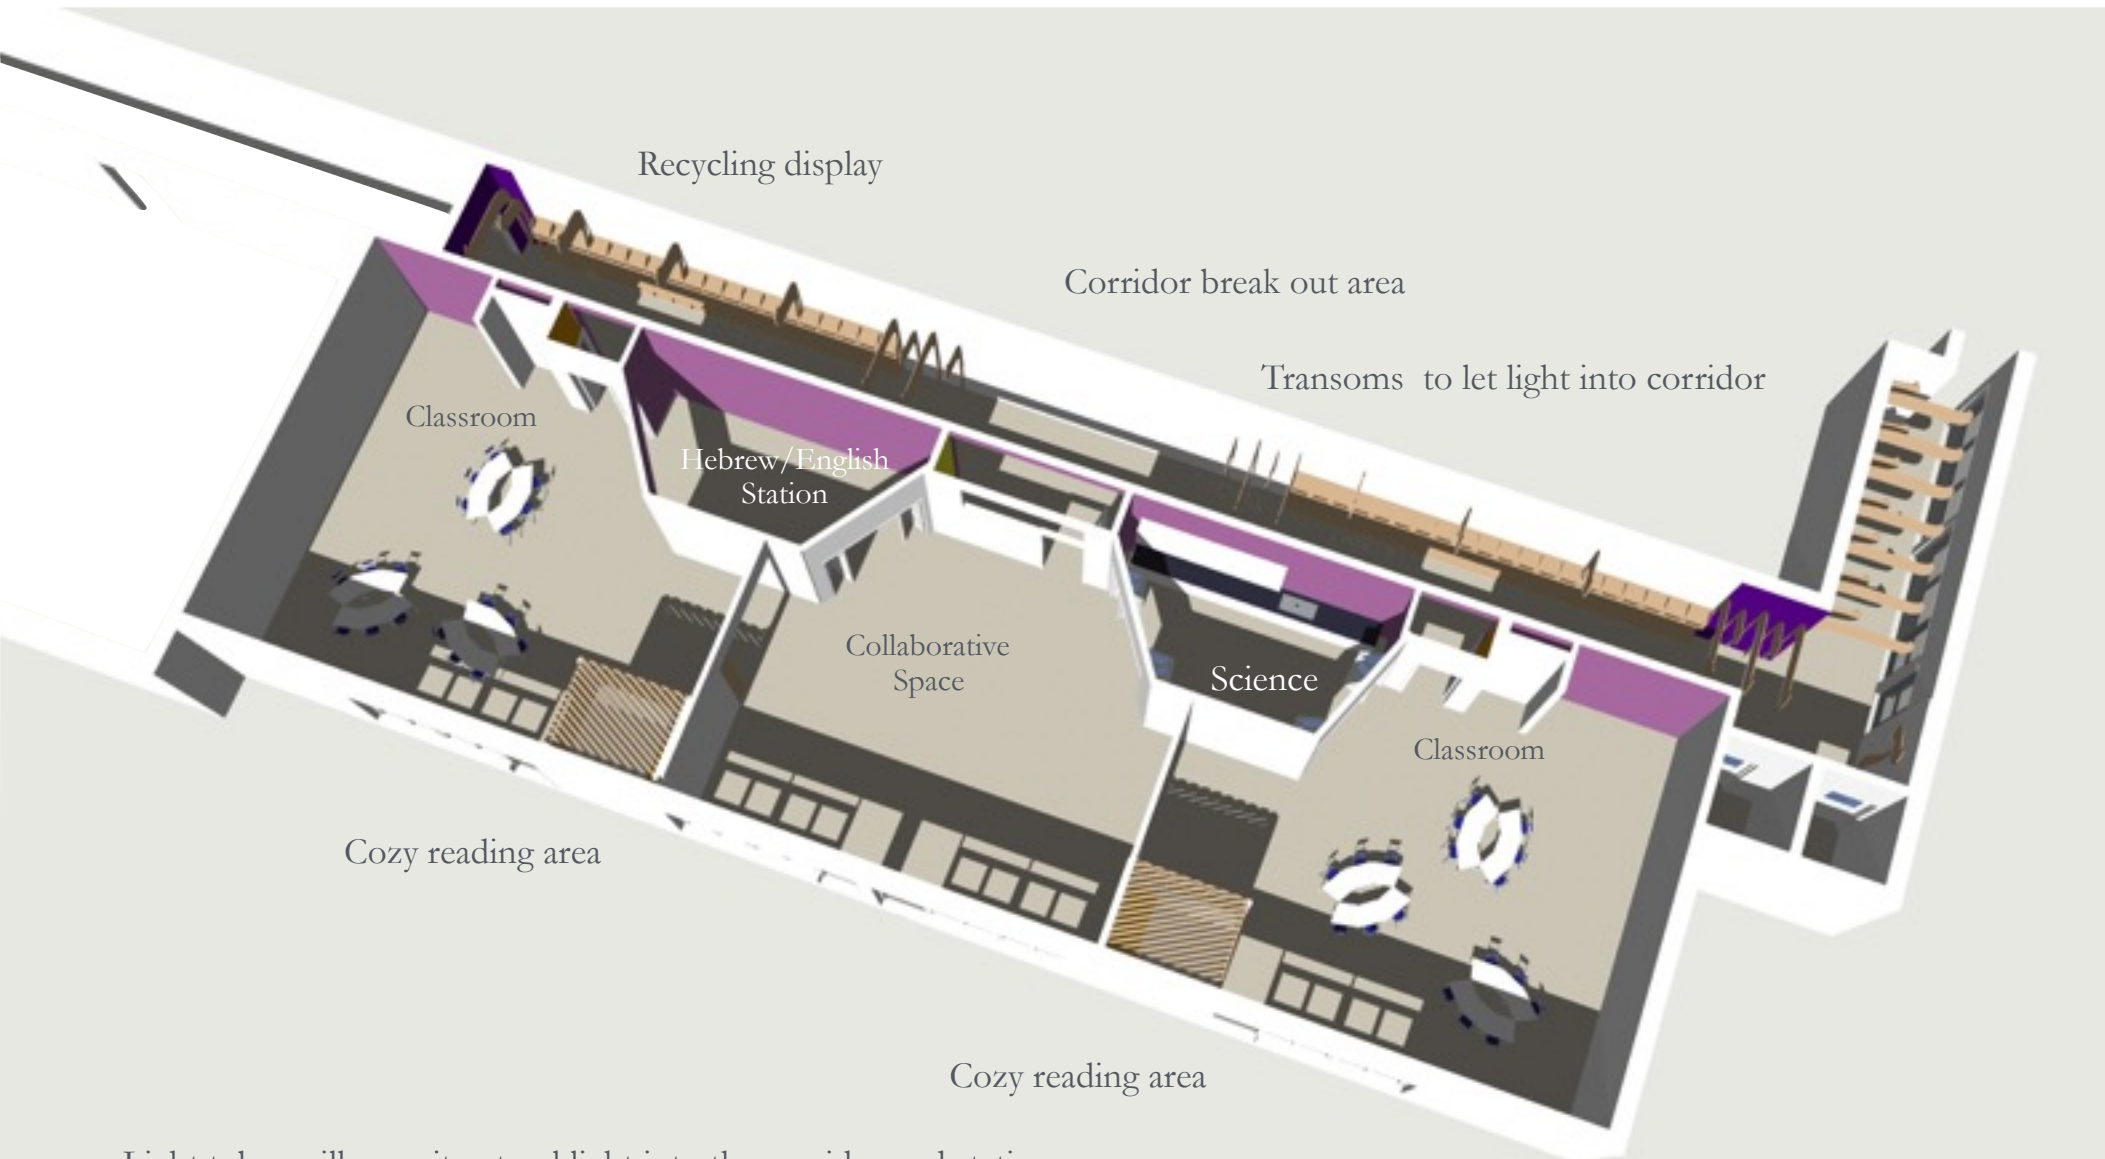 Recycling display
Corridor break out area
Transoms to let light into corridor
Classroom
Hebrew/English
Station
Collaborative
Space
Science
Classroom
Cozy reading area
Cozy reading area